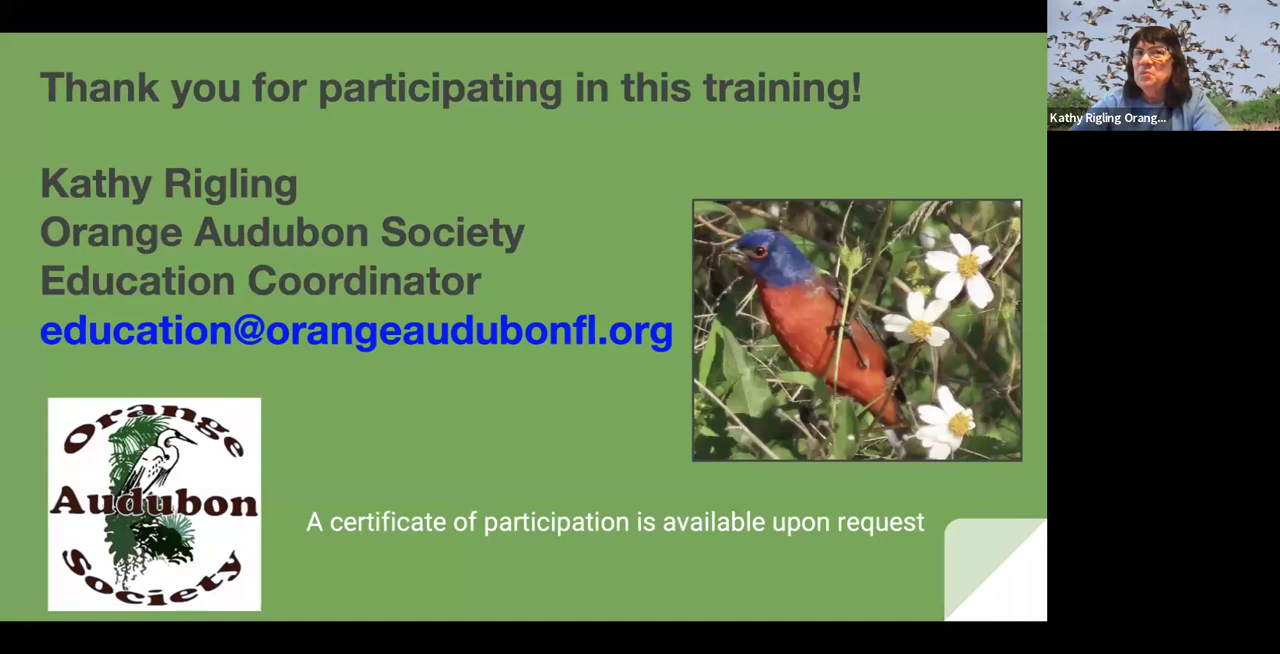 Thank you for participating in this training!
Kathy Rigling
Orange Audubon Society
Education Coordinator
education@orangeaudubonfl.org
Orange
Audubon
Society
A certificate of participation is available upon request
Kathy Rigling Orang...